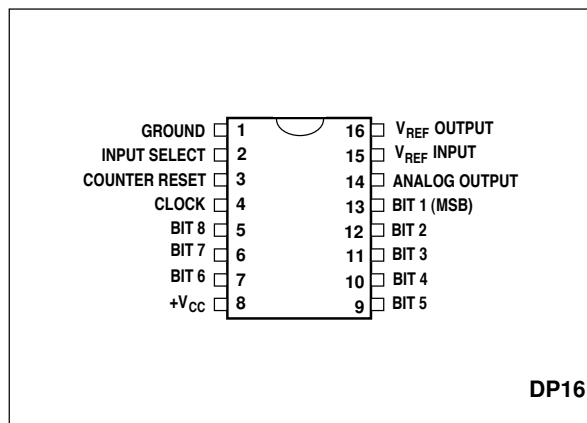 GROUND 1 16 VREF OUTPUT
INPUT SELECT 2 15 VREF INPUT
COUNTER RESET 3 14 ANALOG OUTPUT
CLOCK 4 13 BIT 1 (MSB)
BIT 8 5 12 BIT 2
BIT 7 6 11 BIT 3
BIT 6 7 10 BIT 4
+VCC 8 9 BIT 5
DP16